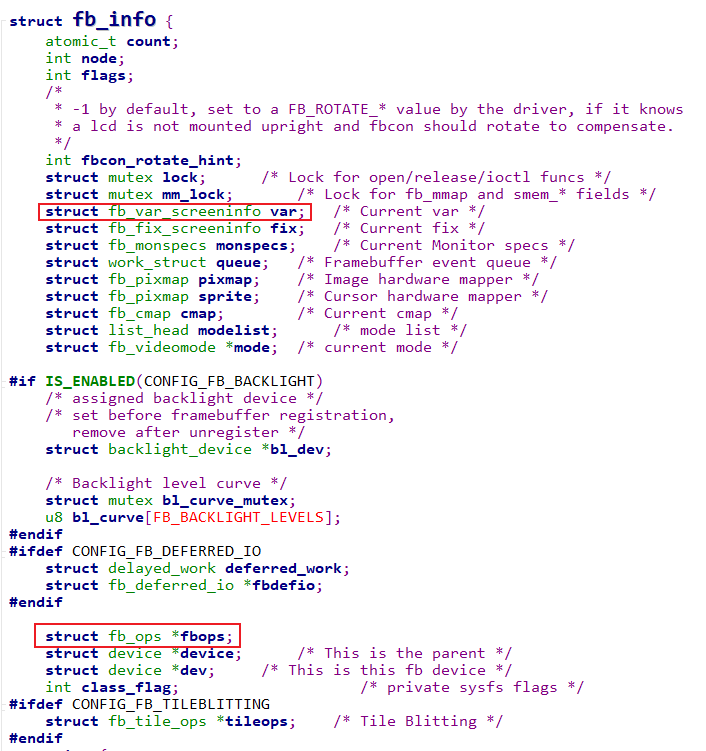 struct fb_info {
    atomic_t count;
    int node;
    int flags;
    /*
     * -1 by default, set to a FB_ROTATE_* value by the driver, if it knows
     * a lcd is not mounted upright and fbcon should rotate to compensate.
     */
    int fbcon_rotate_hint;
    struct mutex lock;      /* Lock for open/release/ioctl funcs */
    struct mutex mm_lock;       /* Lock for fb_mmap and smem_* fields */
    struct fb_var_screeninfo var;   /* Current var */
    struct fb_fix_screeninfo fix;   /* Current fix */
    struct fb_monspecs monspecs;    /* Current Monitor specs */
    struct work_struct queue;   /* Framebuffer event queue */
    struct fb_pixmap pixmap;    /* Image hardware mapper */
    struct fb_pixmap sprite;    /* Cursor hardware mapper */
    struct fb_cmap cmap;        /* Current cmap */
    struct list_head modelist;      /* mode list */
    struct fb_videomode *mode;  /* current mode */

#if IS_ENABLED(CONFIG_FB_BACKLIGHT)
    /* assigned backlight device */
    /* set before framebuffer registration,
       remove after unregister */
    struct backlight_device *bl_dev;

    /* Backlight level curve */
    struct mutex bl_curve_mutex;
    u8 bl_curve[FB_BACKLIGHT_LEVELS];
#endif
#ifdef CONFIG_FB_DEFERRED_IO
    struct delayed_work deferred_work;
    struct fb_deferred_io *fbdefio;
#endif

    struct fb_ops *fbops;
    struct device *device;      /* This is the parent */
    struct device *dev;     /* This is this fb device */
    int class_flag;                    /* private sysfs flags */
#ifdef CONFIG_FB_TILEBLITTING
    struct fb_tile_ops *tileops;    /* Tile Blitting */
#endif